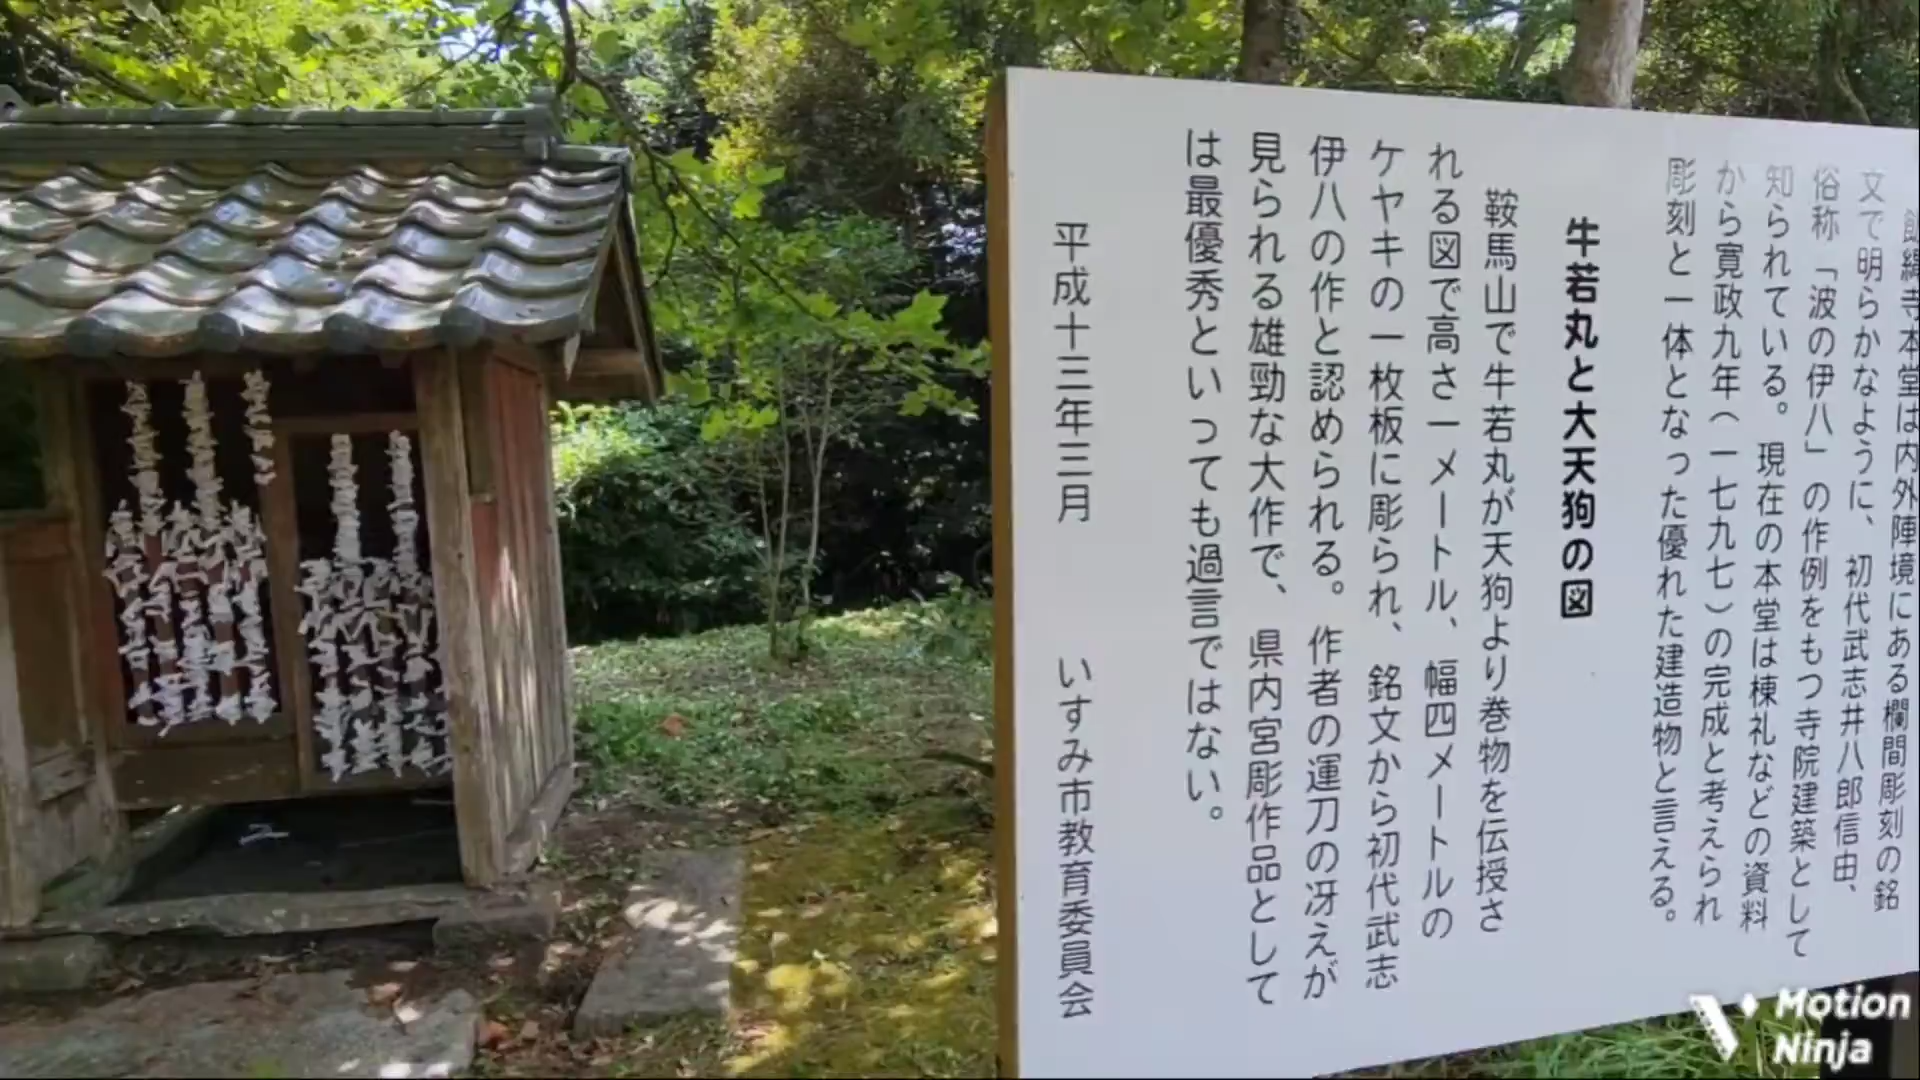 飯縄寺本堂は内外陣境にある欄間彫刻の銘
文で明らかなように、初代武志井八郎信由、
俗称「波の伊八」の作例をもつ寺院建築として
知られている。現在の本堂は棟札などの資料
から寛政九年(一七九七)の完成と考えられ
彫刻と一体となった優れた建造物と言える。
牛若丸と大天狗の図
鞍馬山で牛若丸が天狗より巻物を伝授さ
れる図で高さ一メートル、幅四メートルの
ケヤキの一枚板に彫られ、銘文から初代武志
伊八の作と認められる。作者の運刀の冴えが
見られる雄勁な大作で、県内宮彫作品として
は最優秀といっても過言ではない。
平成十三年三月 いすみ市教育委員会
Motion
Ninja